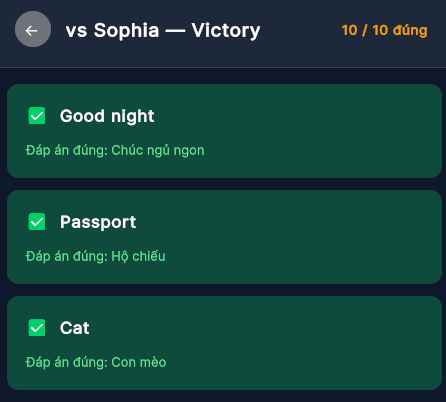 vs Sophia — Victory
10 / 10 đúng
Good night
Đáp án đúng: Chúc ngủ ngon
Passport
Đáp án đúng: Hộ chiếu
Cat
Đáp án đúng: Con mèo